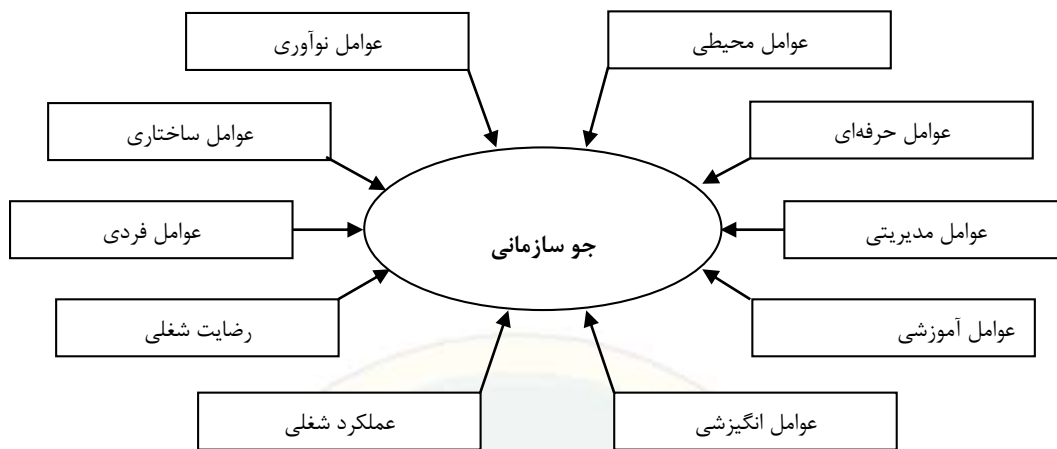 عوامل محیطی
عوامل نوآوری
عوامل حرفه‌ای
عوامل ساختاری
جو سازمانی
عوامل مدیریتی
عوامل فردی
عوامل آموزشی
رضایت شغلی
عوامل انگیزشی
عملکرد شغلی